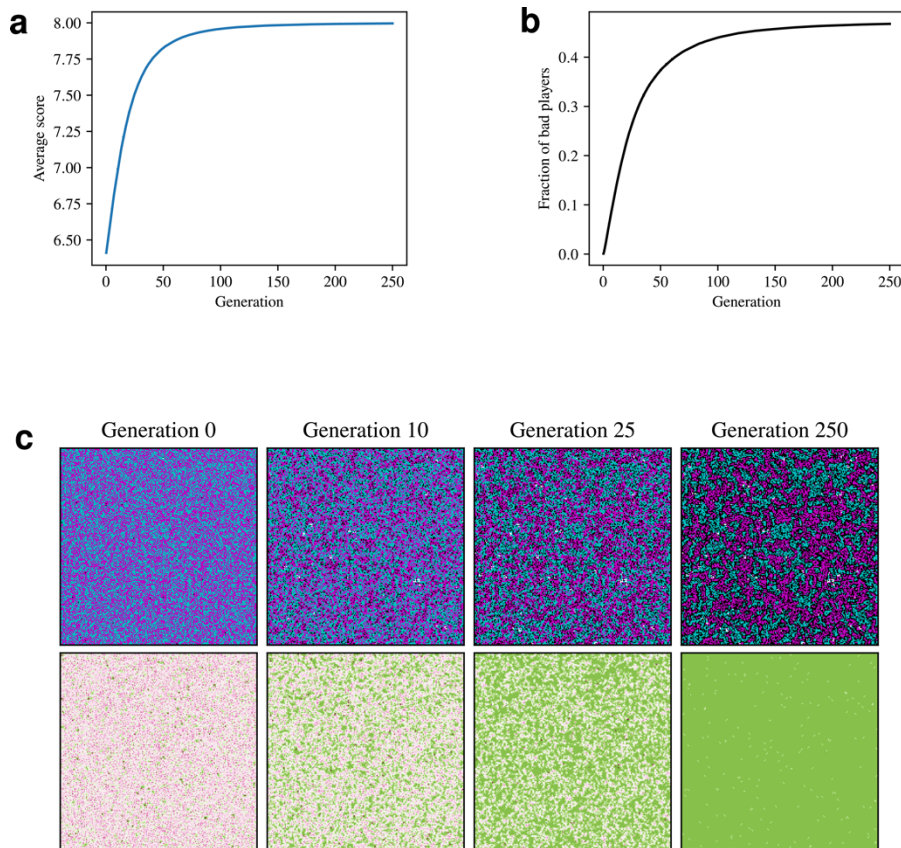 a
8.00
7.75
7.50
7.25
7.00
6.75
6.50
Average score
0 50 100 150 200 250
Generation
b
0.4
0.3
0.2
0.1
0.0
Fraction of bad players
0 50 100 150 200 250
Generation
c
Generation 0 Generation 10 Generation 25 Generation 250